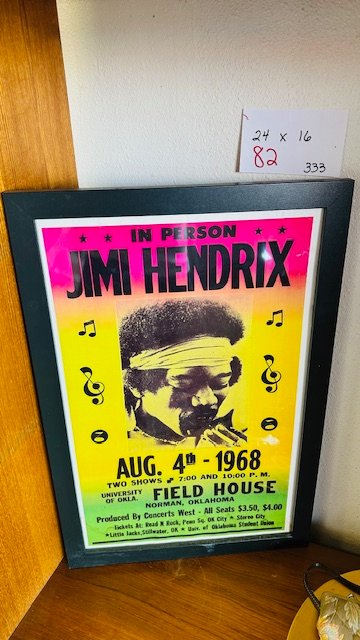 24 x 16
82
333
IN PERSON
JIMI HENDRIX
AUG. 4th - 1968
TWO SHOWS 7:00 AND 10:00 P. M.
UNIVERSITY OF OKLA. FIELD HOUSE
NORMAN, OKLAHOMA
Produced By Concerts West - All Seats $3.50, $4.00
Tickets At: Read N Rock, Penn Sq. OK City * Stereo City
*Little Jacks, Stillwater, OK * Univ. of Oklahoma Student Union